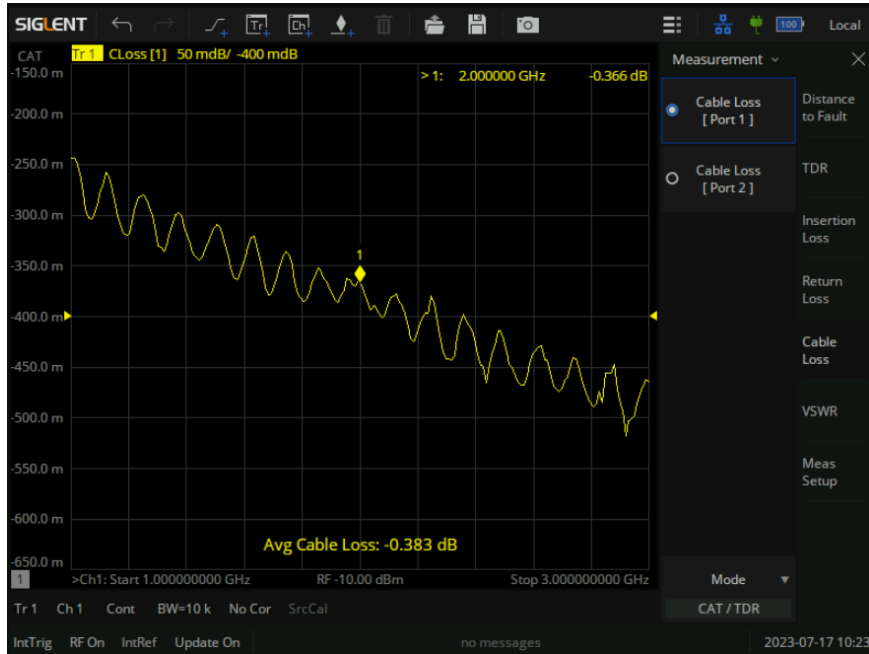 SIGLENT Tr Ch 100 Local
CAT Tr 1 CLoss [1] 50 mdB/ -400 mdB
> 1: 2.000000 GHz -0.366 dB
-150.0 m
-200.0 m
-250.0 m
-300.0 m
-350.0 m
-400.0 m
-450.0 m
-500.0 m
-550.0 m
-600.0 m
-650.0 m
1
Avg Cable Loss: -0.383 dB
1 >Ch1: Start 1.000000000 GHz RF -10.00 dBm Stop 3.000000000 GHz
Measurement
Cable Loss
[ Port 1 ]
Cable Loss
[ Port 2 ]
Distance
to Fault
TDR
Insertion
Loss
Return
Loss
Cable
Loss
VSWR
Meas
Setup
Mode
CAT / TDR
Tr 1 Ch 1 Cont BW=10 k No Cor SrcCal
IntTrig RF On IntRef Update On no messages 2023-07-17 10:23